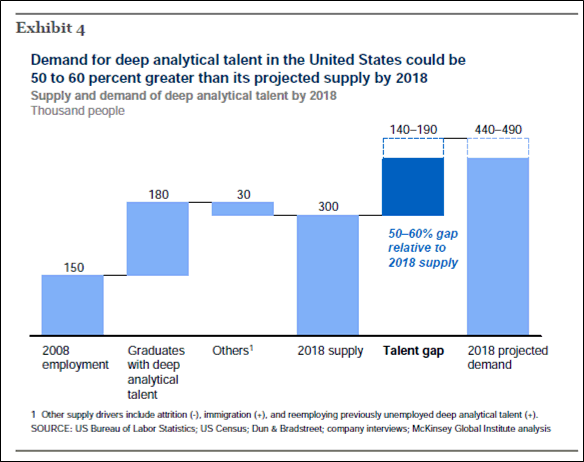 Exhibit 4
Demand for deep analytical talent in the United States could be
50 to 60 percent greater than its projected supply by 2018
Supply and demand of deep analytical talent by 2018
Thousand people
140–190
440–490
180
30
300
150
50–60% gap
relative to
2018 supply
2008
employment
Graduates
with deep
analytical
talent
Others1
2018 supply
Talent gap
2018 projected
demand
1 Other supply drivers include attrition (-), immigration (+), and reemploying previously unemployed deep analytical talent (+).
SOURCE: US Bureau of Labor Statistics; US Census; Dun & Bradstreet; company interviews; McKinsey Global Institute analysis